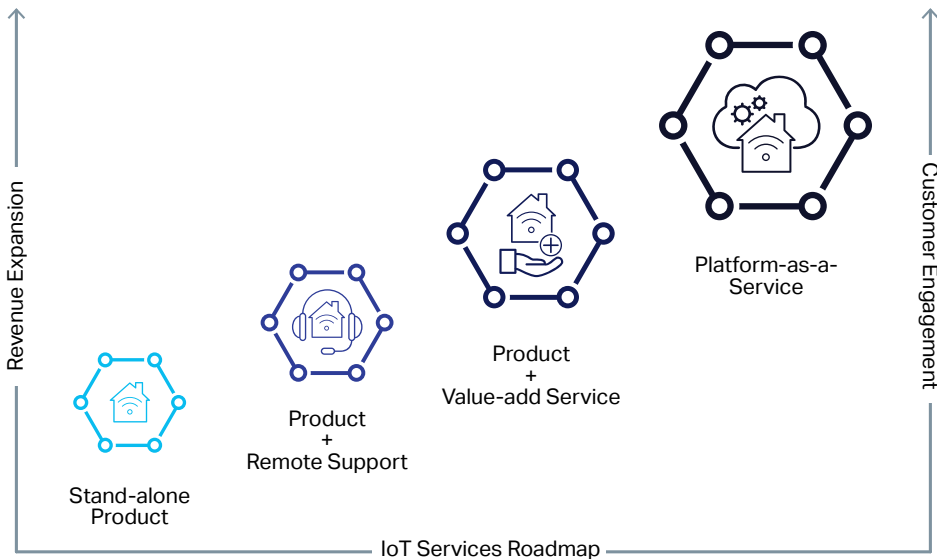 Revenue Expansion
Customer Engagement
Stand-alone
Product
Product
+
Remote Support
Product
+
Value-add Service
Platform-as-a-
Service
IoT Services Roadmap